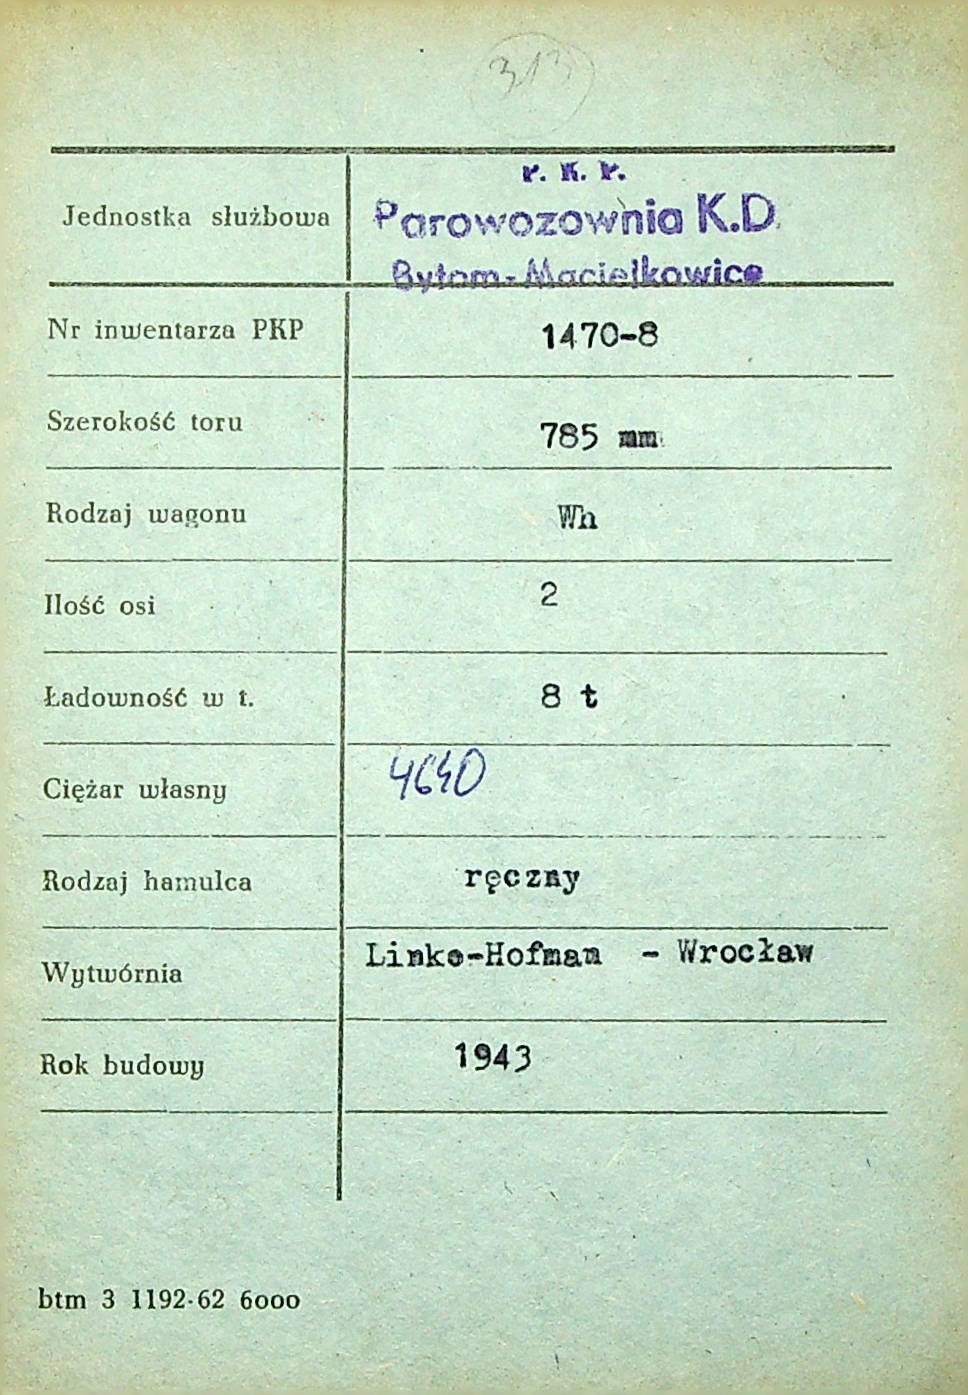 313
Jednostka służbowa
P. K. P.
Parowozownia K.D.
Bytom-Maciejkowice
Nr inwentarza PKP 1470-8
Szerokość toru 785 mm
Rodzaj wagonu Wh
Ilość osi 2
Ładowność w t. 8 t
Ciężar własny 4640
Rodzaj hamulca ręczny
Wytwórnia Linke-Hofman - Wrocław
Rok budowy 1943
btm 3 1192-62 6000